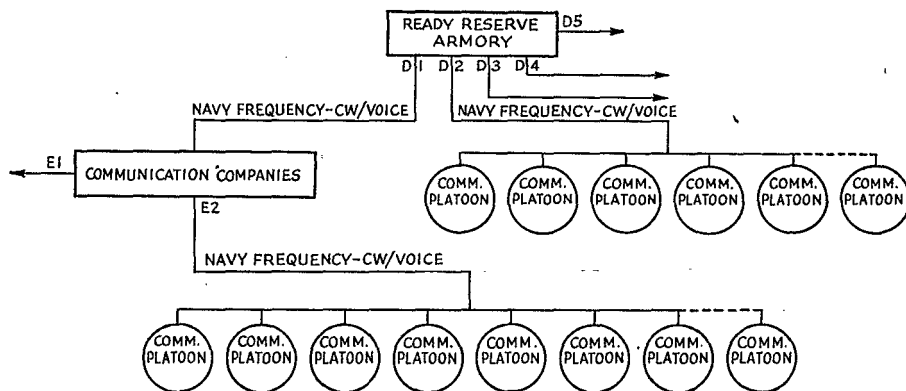 READY RESERVE
ARMORY
D5
D1 D2 D3 D4
NAVY FREQUENCY-CW/VOICE
NAVY FREQUENCY-CW/VOICE
E1
COMMUNICATION COMPANIES
E2
COMM.
PLATOON
COMM.
PLATOON
COMM.
PLATOON
COMM.
PLATOON
COMM.
PLATOON
COMM.
PLATOON
NAVY FREQUENCY-CW/VOICE
COMM.
PLATOON
COMM.
PLATOON
COMM.
PLATOON
COMM.
PLATOON
COMM.
PLATOON
COMM.
PLATOON
COMM.
PLATOON
COMM.
PLATOON